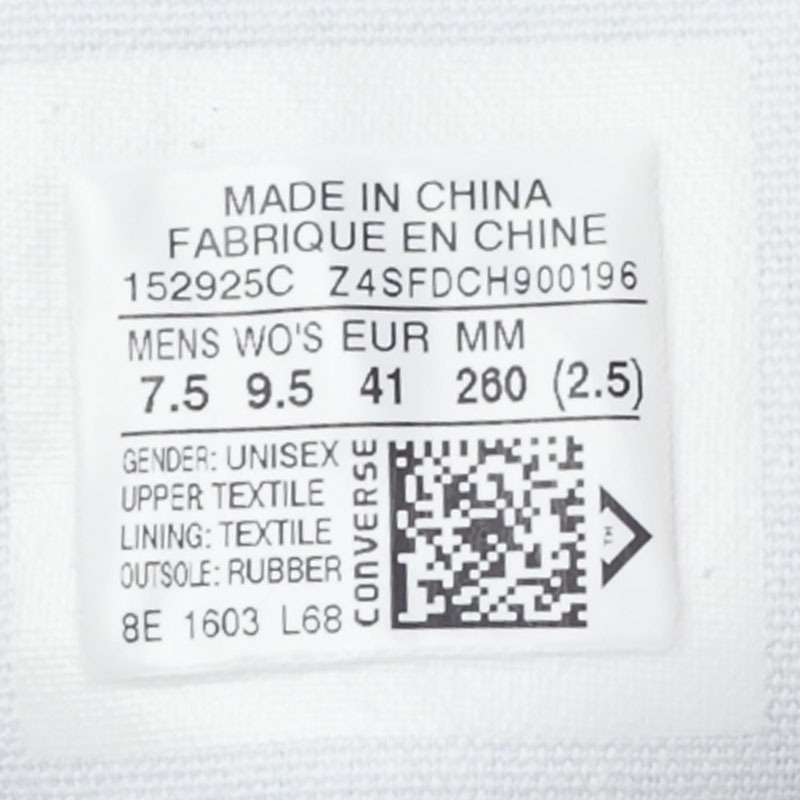 MADE IN CHINA
FABRIQUE EN CHINE
152925C Z4SFDCH900196
MENS WO'S EUR MM
7.5 9.5 41 260 (2.5)
GENDER: UNISEX
UPPER TEXTILE
LINING: TEXTILE
OUTSOLE: RUBBER
8E 1603 L68
CONVERSE
TM